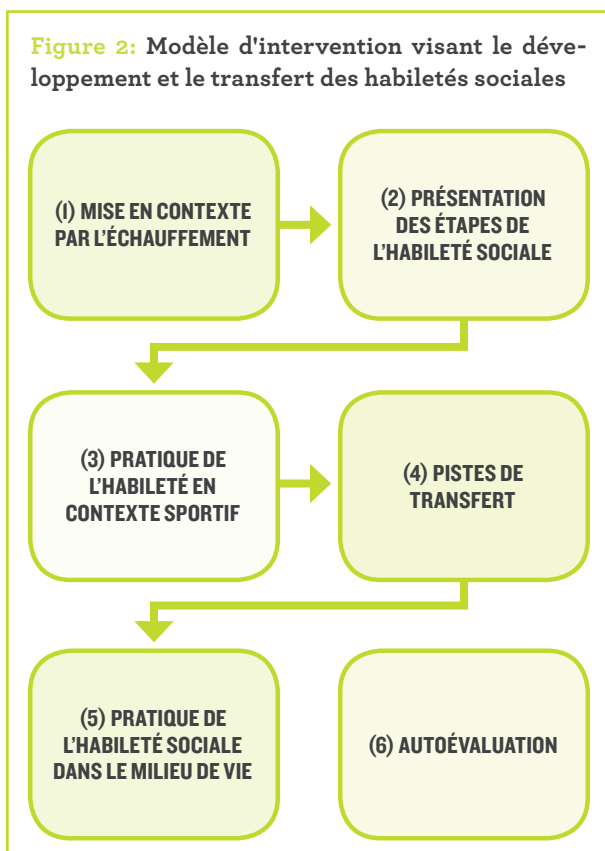 Figure 2: Modèle d'intervention visant le déve-
loppement et le transfert des habiletés sociales
(1) MISE EN CONTEXTE
PAR L'ÉCHAUFFEMENT
(2) PRÉSENTATION
DES ÉTAPES DE
L'HABILETÉ SOCIALE
(3) PRATIQUE DE
L'HABILETÉ EN
CONTEXTE SPORTIF
(4) PISTES DE
TRANSFERT
(5) PRATIQUE DE
L'HABILETÉ SOCIALE
DANS LE MILIEU DE VIE
(6) AUTOÉVALUATION